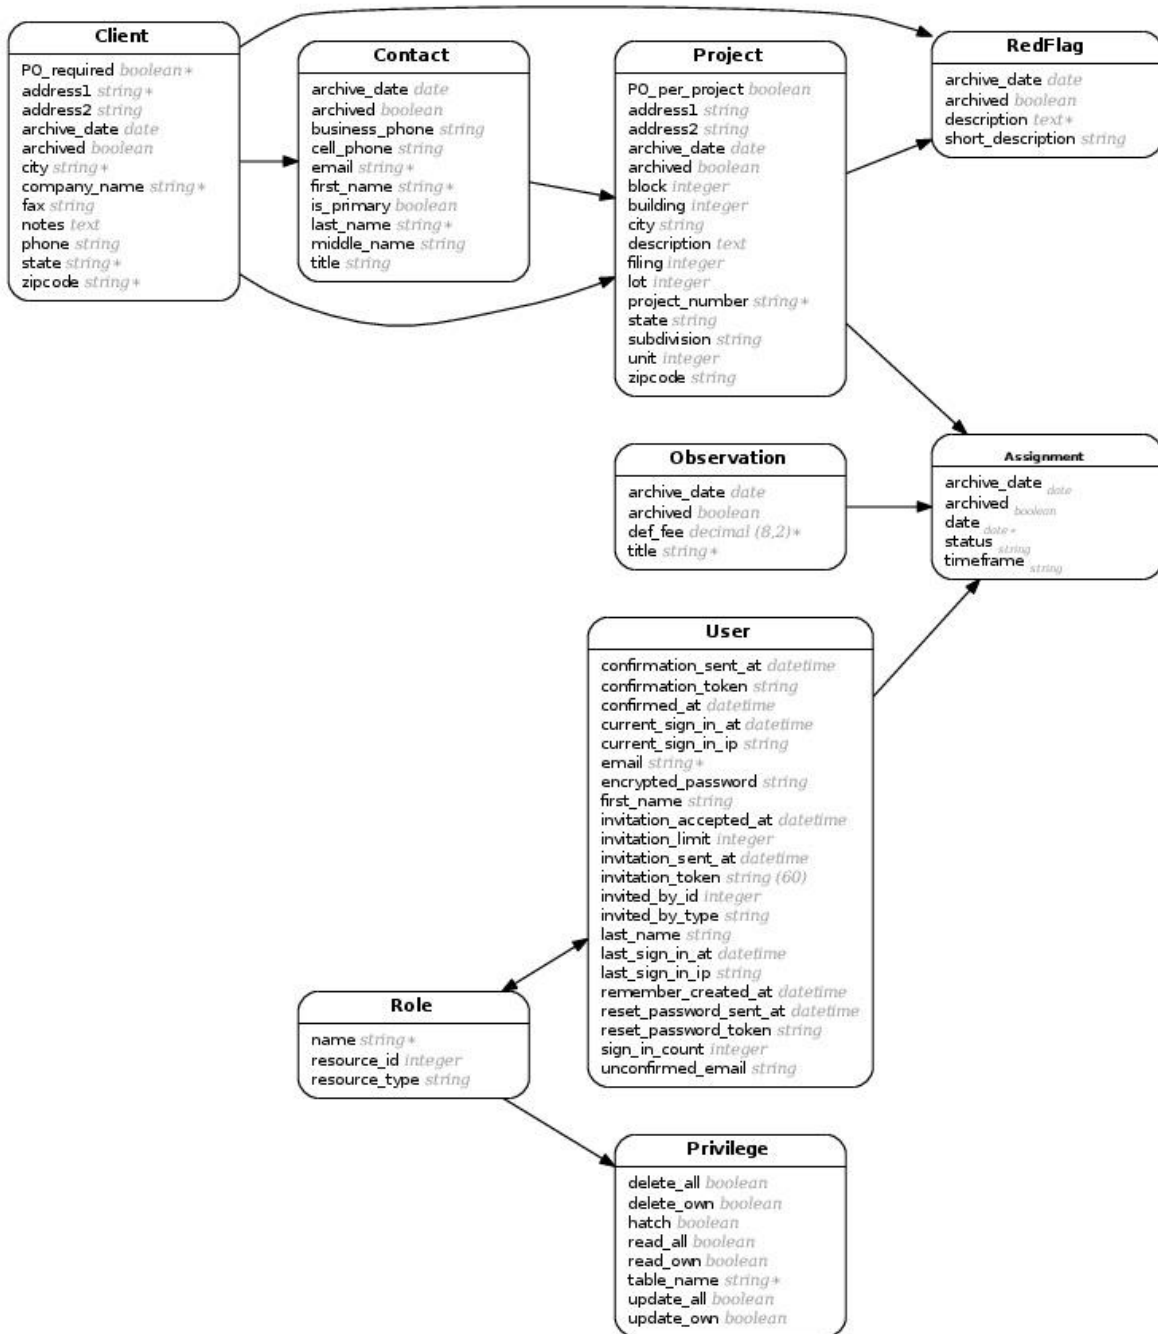 Client
PO_required boolean*
address1 string*
address2 string
archive_date date
archived boolean
city string*
company_name string*
fax string
notes text
phone string
state string*
zipcode string*
Contact
archive_date date
archived boolean
business_phone string
cell_phone string
email string*
first_name string*
is_primary boolean
last_name string*
middle_name string
title string
Project
PO_per_project boolean
address1 string
address2 string
archive_date date
archived boolean
block integer
building integer
city string
description text
filing integer
lot integer
project_number string*
state string
subdivision string
unit integer
zipcode string
RedFlag
archive_date date
archived boolean
description text*
short_description string
Observation
archive_date date
archived boolean
def_fee decimal (8,2)*
title string*
Assignment
archive_date date
archived boolean
date date*
status string
timeframe string
User
confirmation_sent_at datetime
confirmation_token string
confirmed_at datetime
current_sign_in_at datetime
current_sign_in_ip string
email string*
encrypted_password string
first_name string
invitation_accepted_at datetime
invitation_limit integer
invitation_sent_at datetime
invitation_token string (60)
invited_by_id integer
invited_by_type string
last_name string
last_sign_in_at datetime
last_sign_in_ip string
remember_created_at datetime
reset_password_sent_at datetime
reset_password_token string
sign_in_count integer
unconfirmed_email string
Role
name string*
resource_id integer
resource_type string
Privilege
delete_all boolean
delete_own boolean
hatch boolean
read_all boolean
read_own boolean
table_name string*
update_all boolean
update_own boolean